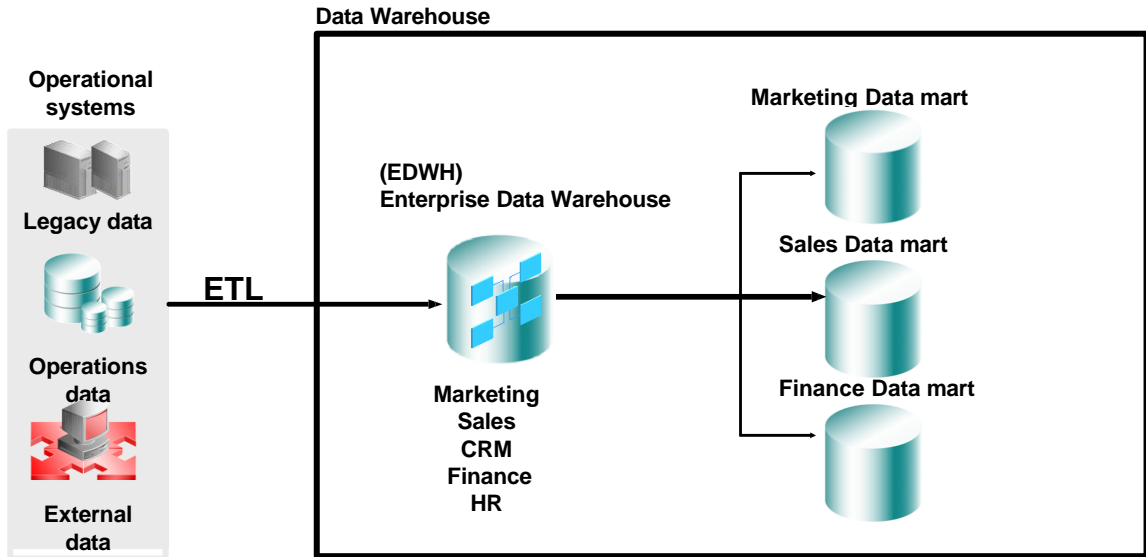 Data Warehouse
Operational
systems
Legacy data
Operations
data
External
data
ETL
(EDWH)
Enterprise Data Warehouse
Marketing
Sales
CRM
Finance
HR
Marketing Data mart
Sales Data mart
Finance Data mart